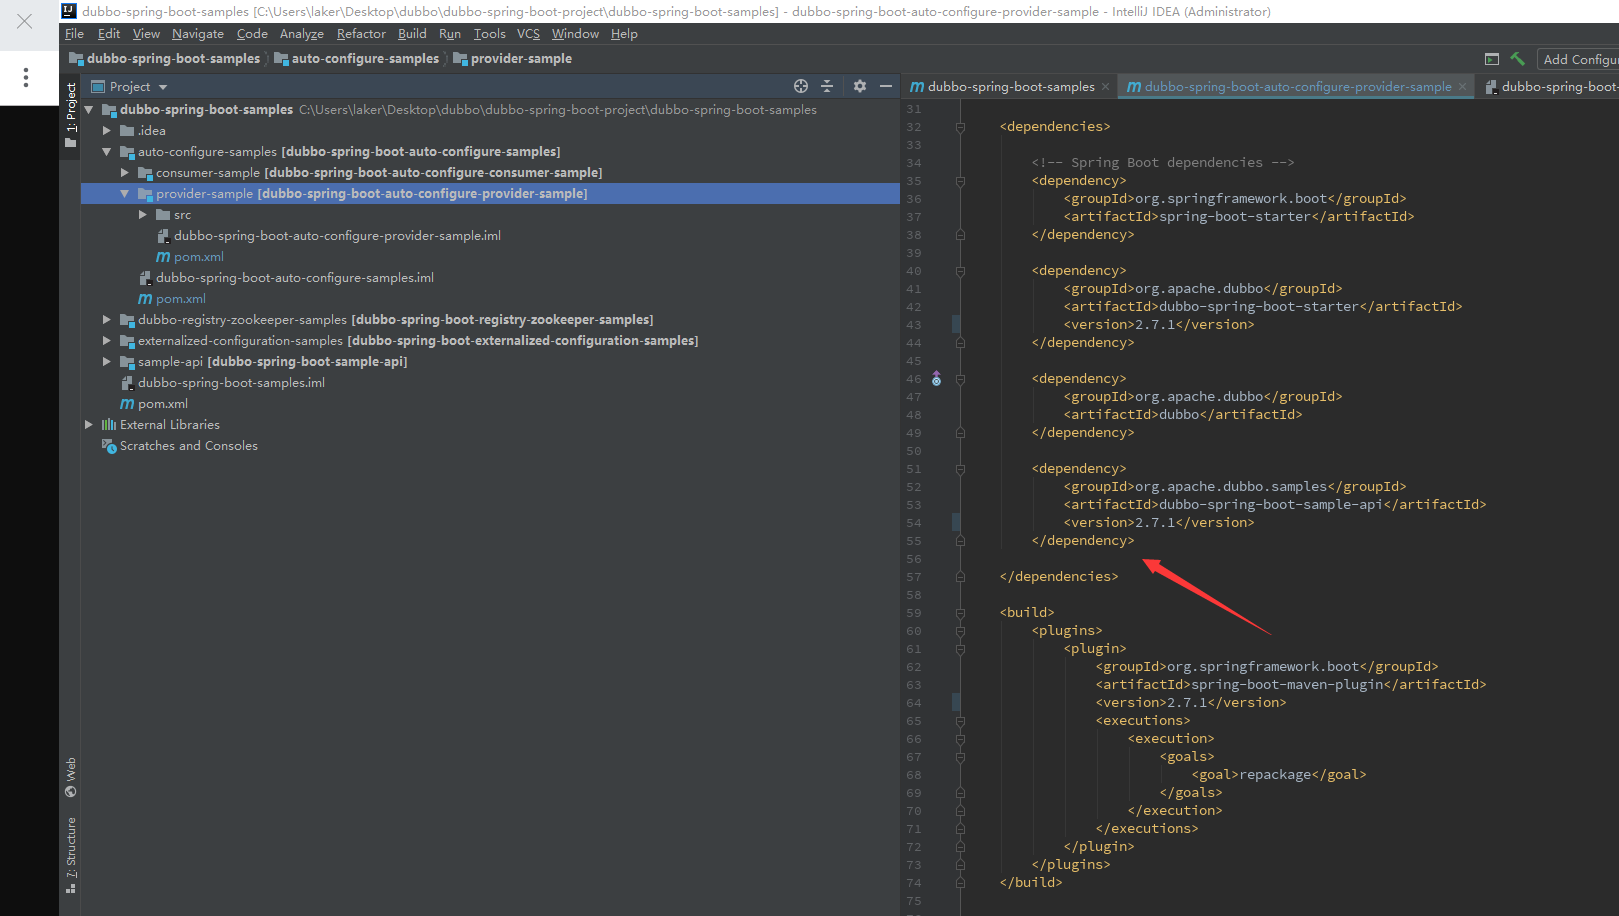 dubbo-spring-boot-samples [C:\Users\laker\Desktop\dubbo\dubbo-spring-boot-project\dubbo-spring-boot-samples] - dubbo-spring-boot-auto-configure-provider-sample - IntelliJ IDEA (Administrator)
File Edit View Navigate Code Analyze Refactor Build Run Tools VCS Window Help
dubbo-spring-boot-samples auto-configure-samples provider-sample Add Configu
1: Project
Project
dubbo-spring-boot-samples C:\Users\laker\Desktop\dubbo\dubbo-spring-boot-project\dubbo-spring-boot-samples
.idea
auto-configure-samples [dubbo-spring-boot-auto-configure-samples]
consumer-sample [dubbo-spring-boot-auto-configure-consumer-sample]
provider-sample [dubbo-spring-boot-auto-configure-provider-sample]
src
dubbo-spring-boot-auto-configure-provider-sample.iml
pom.xml
dubbo-spring-boot-auto-configure-samples.iml
pom.xml
dubbo-registry-zookeeper-samples [dubbo-spring-boot-registry-zookeeper-samples]
externalized-configuration-samples [dubbo-spring-boot-externalized-configuration-samples]
sample-api [dubbo-spring-boot-sample-api]
dubbo-spring-boot-samples.iml
pom.xml
External Libraries
Scratches and Consoles
Web
7: Structure
dubbo-spring-boot-samples dubbo-spring-boot-auto-configure-provider-sample dubbo-spring-boot-
31
32 <dependencies>
33
34 <!-- Spring Boot dependencies -->
35 <dependency>
36 <groupId>org.springframework.boot</groupId>
37 <artifactId>spring-boot-starter</artifactId>
38 </dependency>
39
40 <dependency>
41 <groupId>org.apache.dubbo</groupId>
42 <artifactId>dubbo-spring-boot-starter</artifactId>
43 <version>2.7.1</version>
44 </dependency>
45
46 <dependency>
47 <groupId>org.apache.dubbo</groupId>
48 <artifactId>dubbo</artifactId>
49 </dependency>
50
51 <dependency>
52 <groupId>org.apache.dubbo.samples</groupId>
53 <artifactId>dubbo-spring-boot-sample-api</artifactId>
54 <version>2.7.1</version>
55 </dependency>
56
57 </dependencies>
58
59 <build>
60 <plugins>
61 <plugin>
62 <groupId>org.springframework.boot</groupId>
63 <artifactId>spring-boot-maven-plugin</artifactId>
64 <version>2.7.1</version>
65 <executions>
66 <execution>
67 <goals>
68 <goal>repackage</goal>
69 </goals>
70 </execution>
71 </executions>
72 </plugin>
73 </plugins>
74 </build>
75